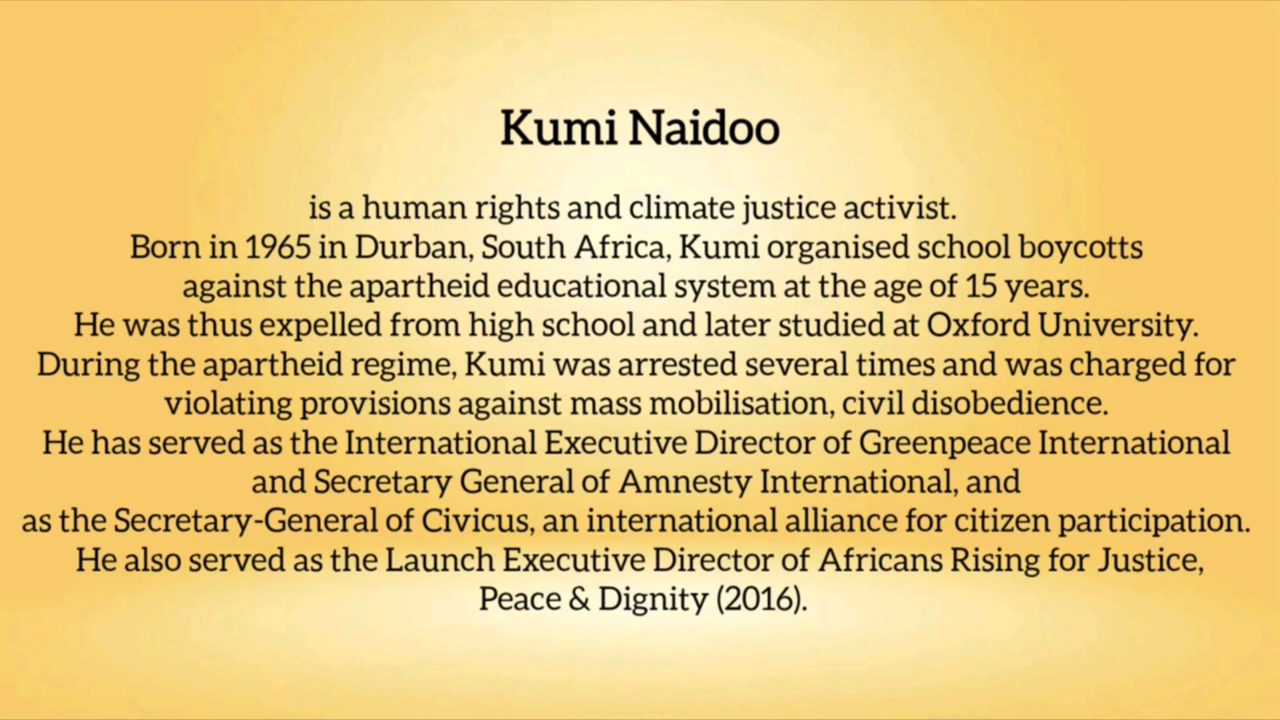 Kumi Naidoo
is a human rights and climate justice activist.
Born in 1965 in Durban, South Africa, Kumi organised school boycotts
against the apartheid educational system at the age of 15 years.
He was thus expelled from high school and later studied at Oxford University.
During the apartheid regime, Kumi was arrested several times and was charged for
violating provisions against mass mobilisation, civil disobedience.
He has served as the International Executive Director of Greenpeace International
and Secretary General of Amnesty International, and
as the Secretary-General of Civicus, an international alliance for citizen participation.
He also served as the Launch Executive Director of Africans Rising for Justice,
Peace & Dignity (2016).